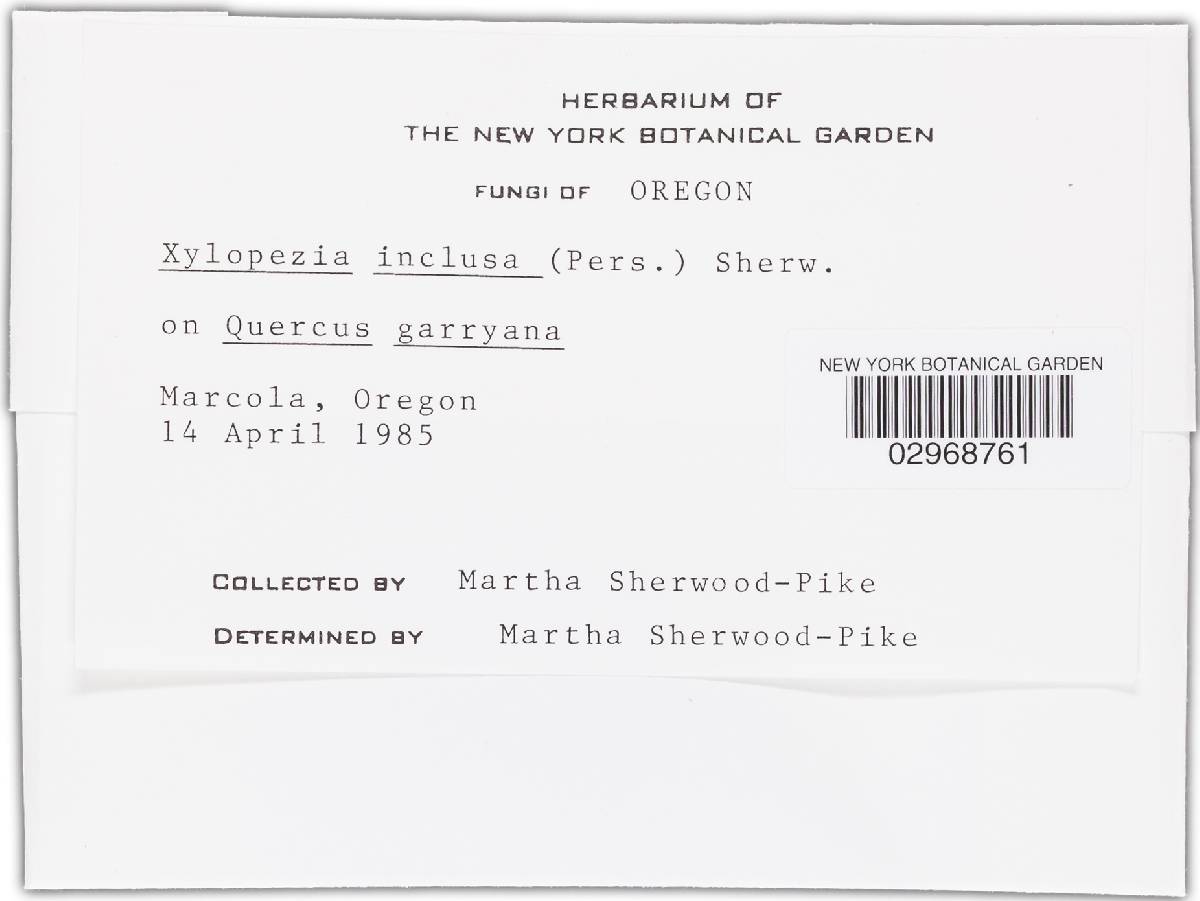 HERBARIUM OF
THE NEW YORK BOTANICAL GARDEN
FUNGI OF OREGON
Xylopezia inclusa (Pers.) Sherw.
on Quercus garryana
Marcola, Oregon
14 April 1985
NEW YORK BOTANICAL GARDEN
02968761
COLLECTED BY Martha Sherwood-Pike
DETERMINED BY Martha Sherwood-Pike